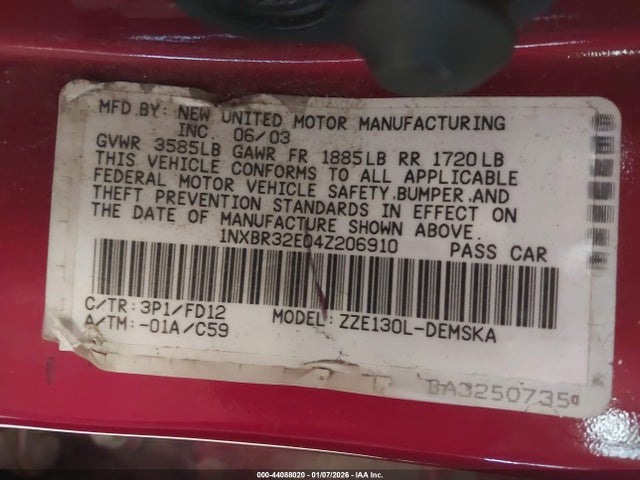 MFD.BY: NEW UNITED MOTOR MANUFACTURING
INC. 06/03
GVWR 3585LB GAWR FR 1885LB RR 1720LB
THIS VEHICLE CONFORMS TO ALL APPLICABLE
FEDERAL MOTOR VEHICLE SAFETY,BUMPER,AND
THEFT PREVENTION STANDARDS IN EFFECT ON
THE DATE OF MANUFACTURE SHOWN ABOVE.
1NXBR32E04Z206910 PASS CAR
C/TR:3P1/FD12
A/TM:-01A/C59
MODEL:ZZE130L-DEMSKA
BA3250735
000-44088020 - 01/07/2026 - IAA Inc.